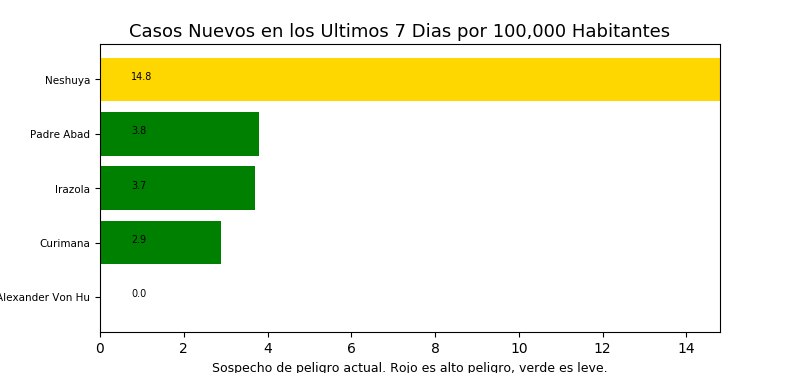 Casos Nuevos en los Ultimos 7 Dias por 100,000 Habitantes
Neshuya 14.8
Padre Abad 3.8
Irazola 3.7
Curimana 2.9
Alexander Von Hu 0.0
0 2 4 6 8 10 12 14
Sospecho de peligro actual. Rojo es alto peligro, verde es leve.